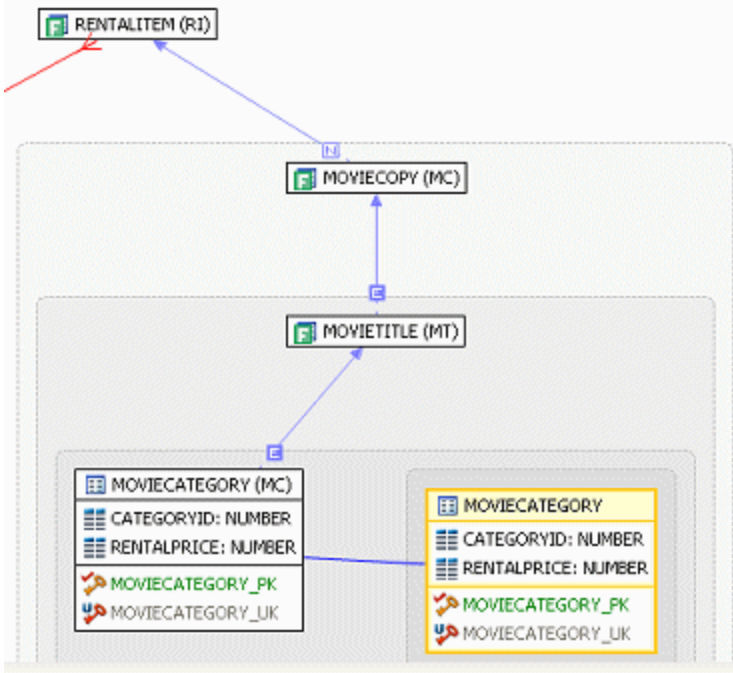 RENTALITEM (RI)
N
MOVIECOPY (MC)
E
MOVIETITLE (MT)
E
MOVIECATEGORY (MC)
CATEGORYID: NUMBER
RENTALPRICE: NUMBER
MOVIECATEGORY_PK
MOVIECATEGORY_UK
MOVIECATEGORY
CATEGORYID: NUMBER
RENTALPRICE: NUMBER
MOVIECATEGORY_PK
MOVIECATEGORY_UK